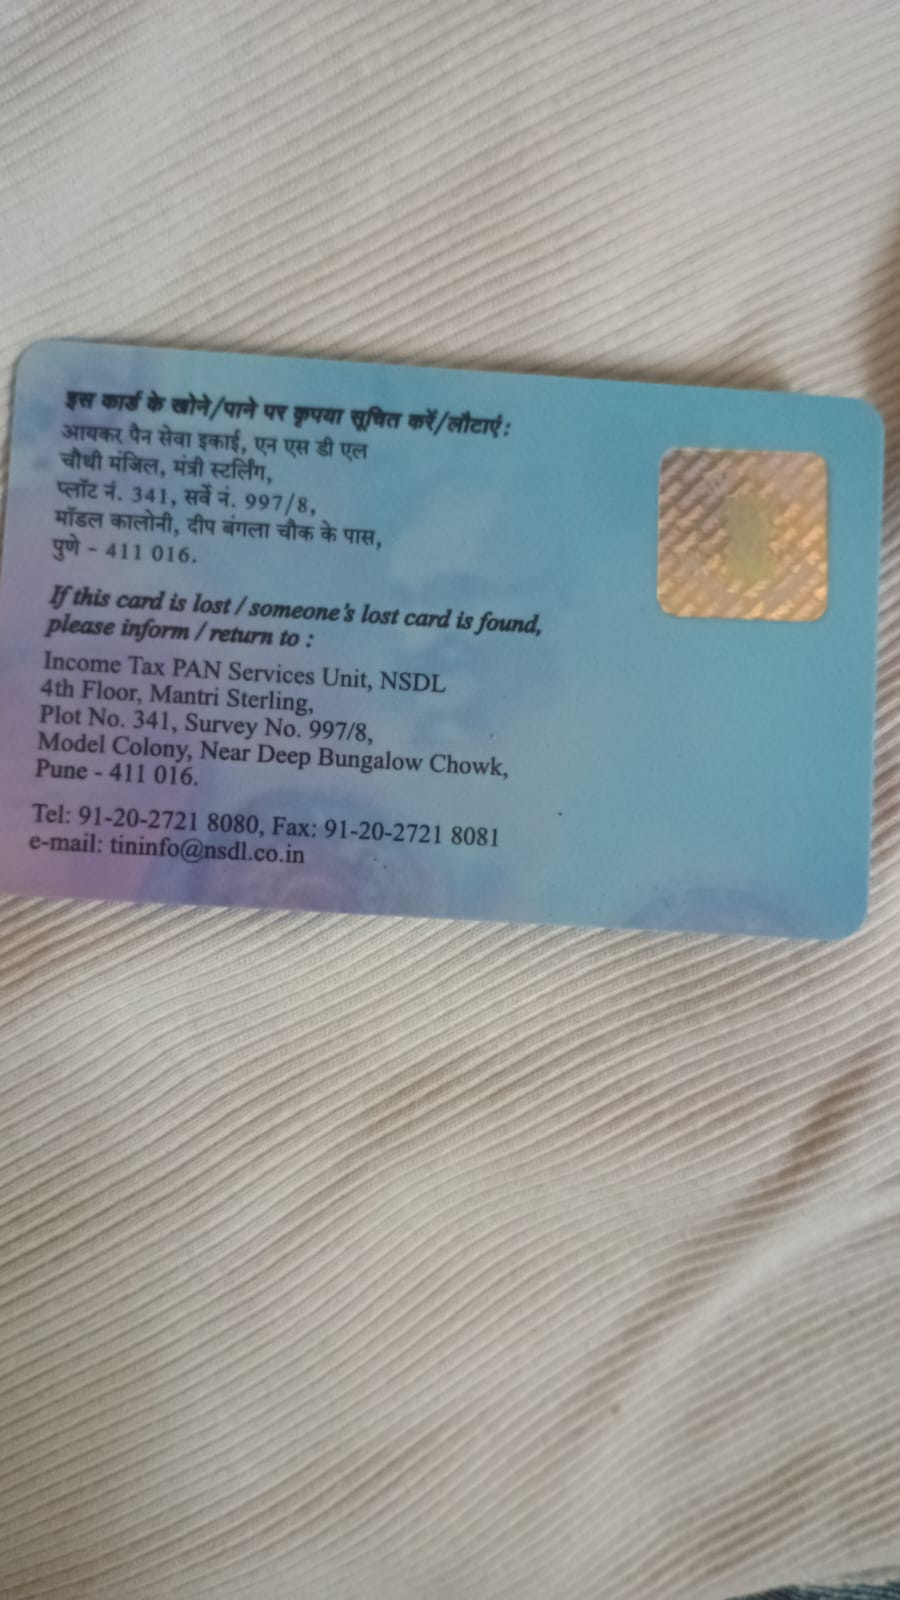 इस कार्ड के खोने/पाने पर कृपया सूचित करें/लौटाएं:
आयकर पैन सेवा इकाई, एन एस डी एल
चौथी मंजिल, मंत्री स्टर्लिंग,
प्लॉट नं. 341, सर्वे नं. 997/8,
मॉडल कालोनी, दीप बंगला चौक के पास,
पुणे - 411 016.
If this card is lost / someone's lost card is found,
please inform / return to :
Income Tax PAN Services Unit, NSDL
4th Floor, Mantri Sterling,
Plot No. 341, Survey No. 997/8,
Model Colony, Near Deep Bungalow Chowk,
Pune - 411 016.
Tel: 91-20-2721 8080, Fax: 91-20-2721 8081
e-mail: tininfo@nsdl.co.in